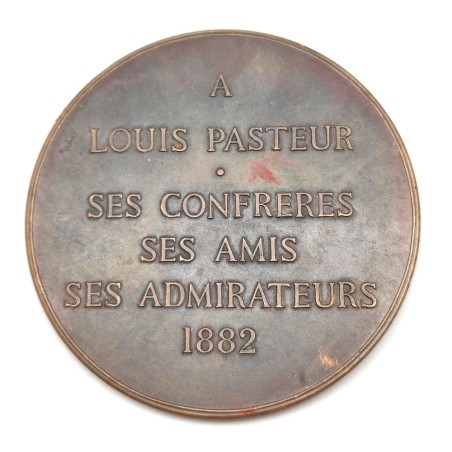 A
LOUIS PASTEUR
•
SES CONFRERES
SES AMIS
SES ADMIRATEURS
1882